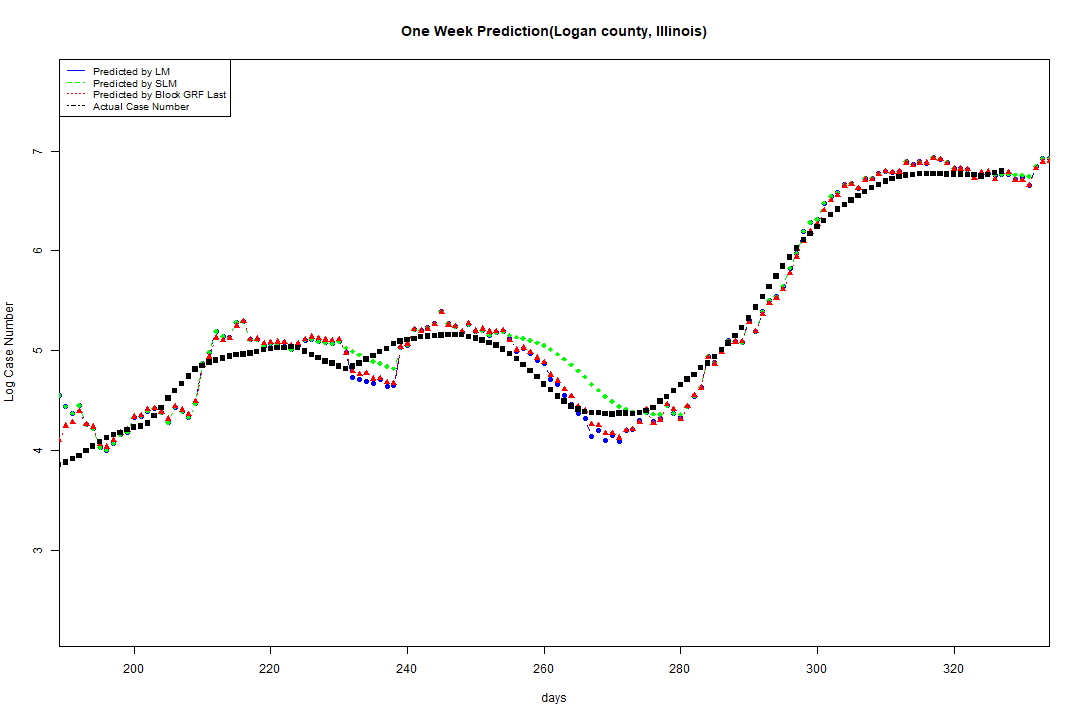 One Week Prediction(Logan county, Illinois)
Predicted by LM
Predicted by SLM
Predicted by Block GRF Last
Actual Case Number
7
6
5
4
3
Log Case Number
200 220 240 260 280 300 320
days